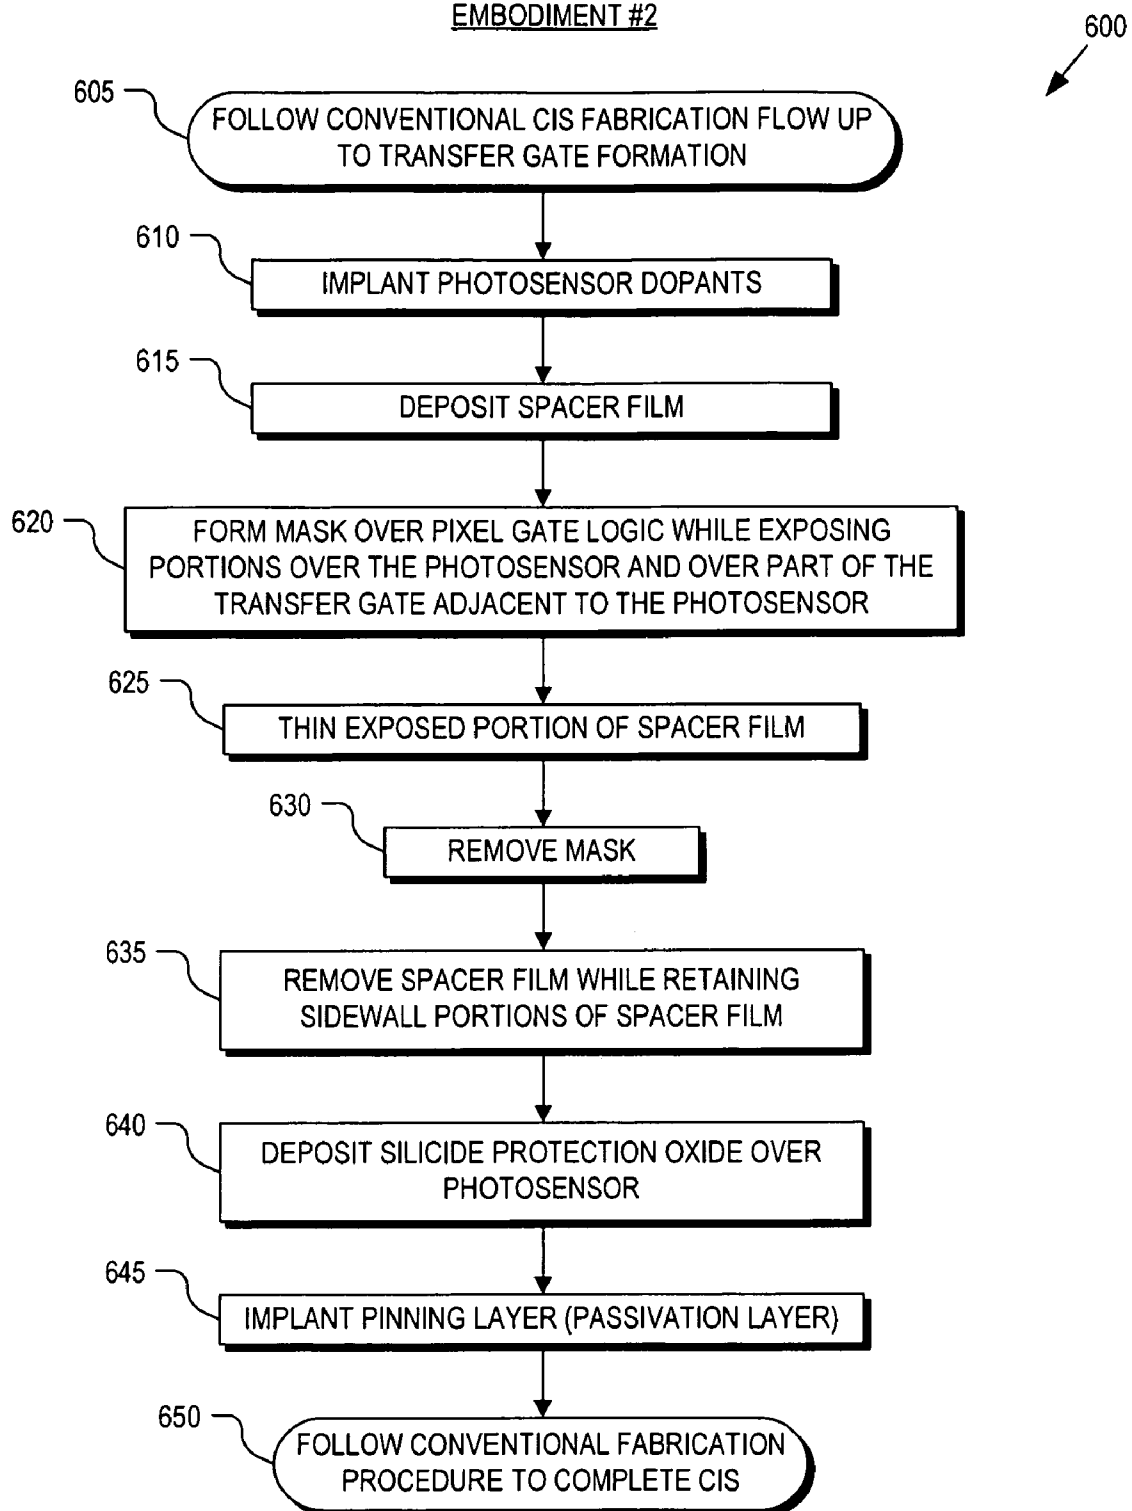 EMBODIMENT #2
600
605
FOLLOW CONVENTIONAL CIS FABRICATION FLOW UP
TO TRANSFER GATE FORMATION
610
IMPLANT PHOTOSENSOR DOPANTS
615
DEPOSIT SPACER FILM
620
FORM MASK OVER PIXEL GATE LOGIC WHILE EXPOSING
PORTIONS OVER THE PHOTOSENSOR AND OVER PART OF THE
TRANSFER GATE ADJACENT TO THE PHOTOSENSOR
625
THIN EXPOSED PORTION OF SPACER FILM
630
REMOVE MASK
635
REMOVE SPACER FILM WHILE RETAINING
SIDEWALL PORTIONS OF SPACER FILM
640
DEPOSIT SILICIDE PROTECTION OXIDE OVER
PHOTOSENSOR
645
IMPLANT PINNING LAYER (PASSIVATION LAYER)
650
FOLLOW CONVENTIONAL FABRICATION
PROCEDURE TO COMPLETE CIS